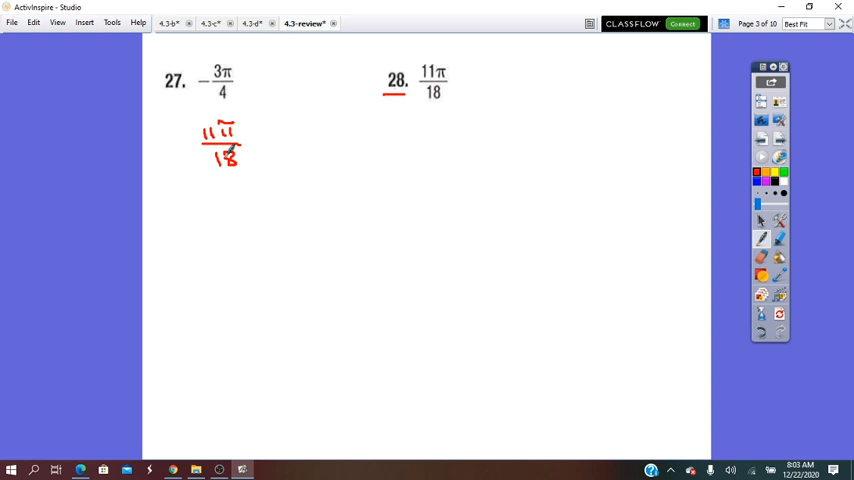 ActivInspire - Studio
File Edit View Insert Tools Help
4.3-b* 4.3-c* 4.3-d* 4.3-review*
CLASSFLOW Connect
Page 3 of 10
Best Fit
27. -3π/4
28. 11π/18
11π
18
8:03 AM
12/22/2020